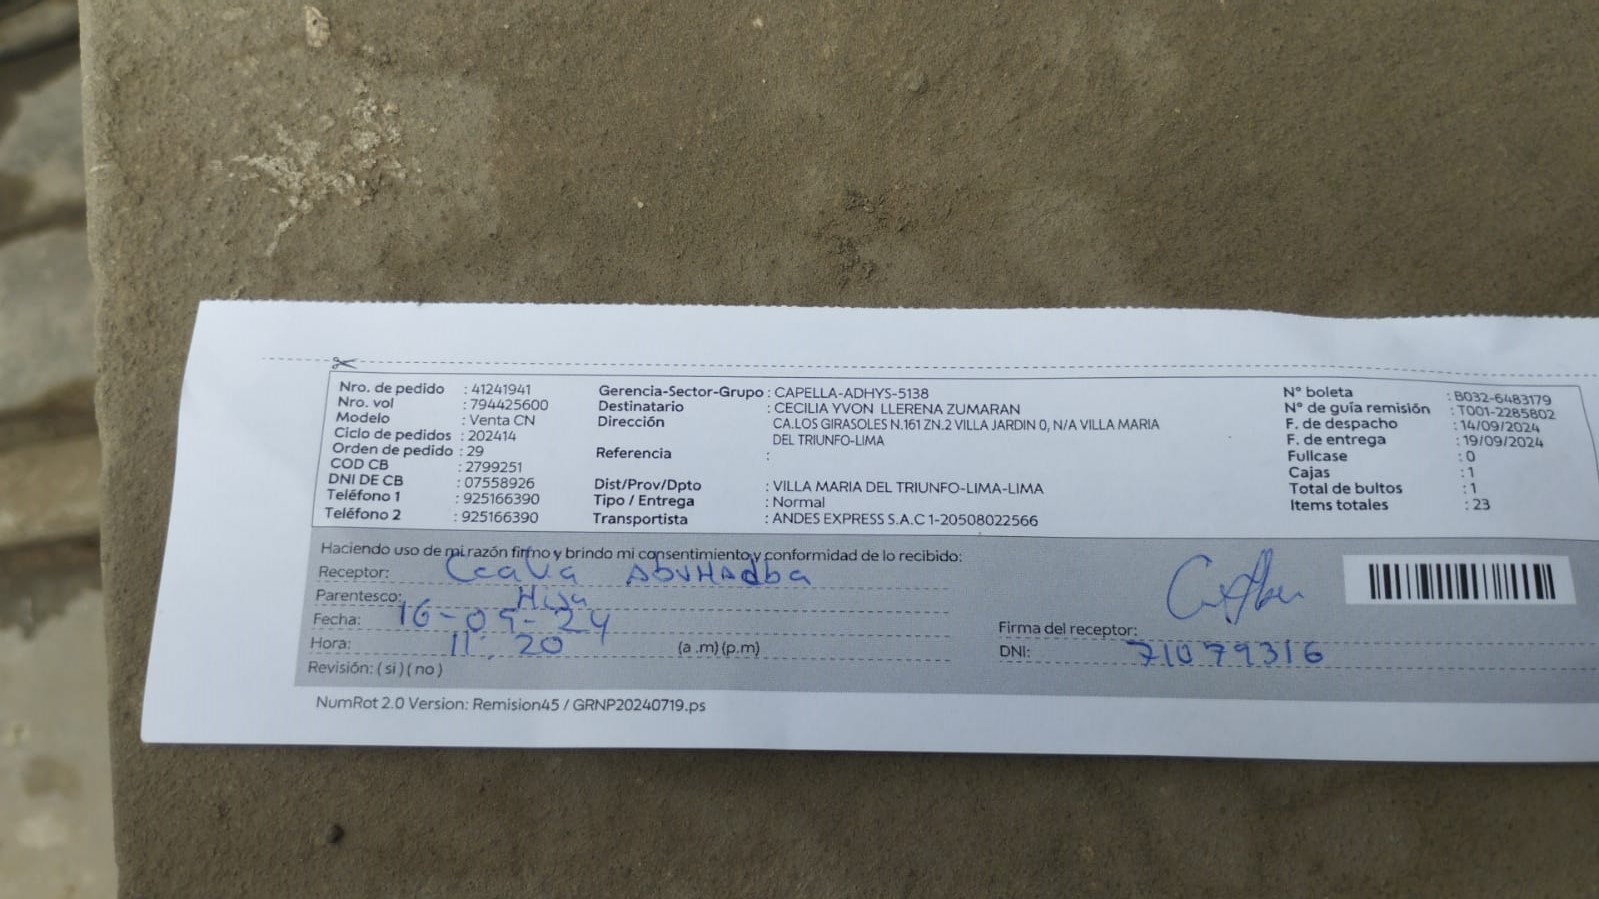 Nro. de pedido : 41241941
Nro. vol : 794425600
Modelo : Venta CN
Ciclo de pedidos : 202414
Orden de pedido : 29
COD CB : 2799251
DNI DE CB : 07558926
Teléfono 1 : 925166390
Teléfono 2 : 925166390
Gerencia-Sector-Grupo : CAPELLA-ADHYS-5138
Destinatario : CECILIA YVON LLERENA ZUMARAN
Dirección : CA.LOS GIRASOLES N.161 ZN.2 VILLA JARDIN 0, N/A VILLA MARIA
DEL TRIUNFO-LIMA
Referencia :
Dist/Prov/Dpto : VILLA MARIA DEL TRIUNFO-LIMA-LIMA
Tipo / Entrega : Normal
Transportista : ANDES EXPRESS S.A.C 1-20508022566
N° boleta : B032-6483179
N° de guía remisión : T001-2285802
F. de despacho : 14/09/2024
F. de entrega : 19/09/2024
Fullcase : 0
Cajas : 1
Total de bultos : 1
Items totales : 23
Haciendo uso de mi razón firmo y brindo mi consentimiento y conformidad de lo recibido:
Receptor:
Parentesco: Hija
Fecha: 16-09-24
Hora: 11:20 (a .m) (p.m)
Revisión: ( si ) ( no )
Firma del receptor:
DNI: 71079316
NumRot 2.0 Version: Remision45 / GRNP20240719.ps